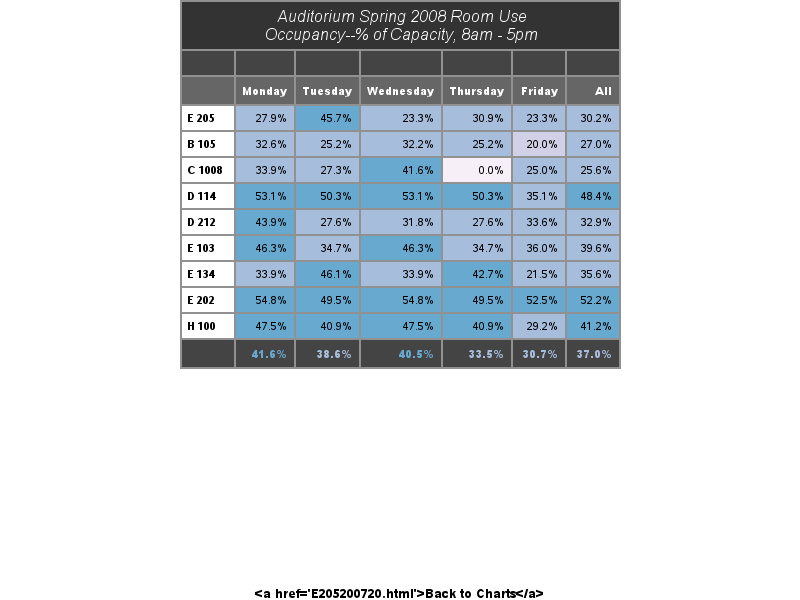 Auditorium Spring 2008 Room Use
Occupancy--% of Capacity, 8am - 5pm
Monday Tuesday Wednesday Thursday Friday All
E 205 27.9% 45.7% 23.3% 30.9% 23.3% 30.2%
B 105 32.6% 25.2% 32.2% 25.2% 20.0% 27.0%
C 1008 33.9% 27.3% 41.6% 0.0% 25.0% 25.6%
D 114 53.1% 50.3% 53.1% 50.3% 35.1% 48.4%
D 212 43.9% 27.6% 31.8% 27.6% 33.6% 32.9%
E 103 46.3% 34.7% 46.3% 34.7% 36.0% 39.6%
E 134 33.9% 46.1% 33.9% 42.7% 21.5% 35.6%
E 202 54.8% 49.5% 54.8% 49.5% 52.5% 52.2%
H 100 47.5% 40.9% 47.5% 40.9% 29.2% 41.2%
41.6% 38.6% 40.5% 33.5% 30.7% 37.0%
<a href='E205200720.html'>Back to Charts</a>